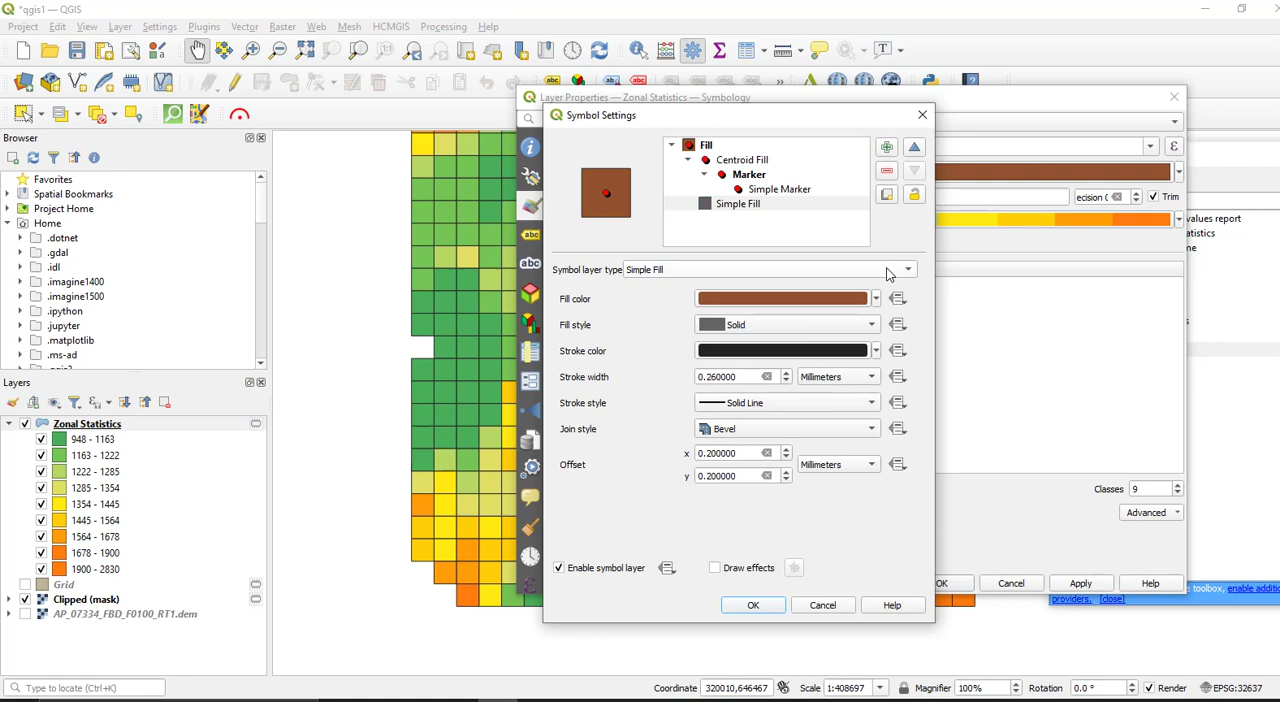 *qgis1 — QGIS
Project Edit View Layer Settings Plugins Vector Raster Web Mesh HCMGIS Processing Help
Browser
Favorites
Spatial Bookmarks
Project Home
Home
.dotnet
.gdal
.idl
.imagine1400
.imagine1500
.ipython
.jupyter
.matplotlib
.ms-ad
Layers
Zonal Statistics
948 - 1163
1163 - 1222
1222 - 1285
1285 - 1354
1354 - 1445
1445 - 1564
1564 - 1678
1678 - 1900
1900 - 2830
Grid
Clipped (mask)
AP_07334_FBD_F0100_RT1.dem
Layer Properties — Zonal Statistics — Symbology
Symbol Settings
Fill
Centroid Fill
Marker
Simple Marker
Simple Fill
Symbol layer type Simple Fill
Fill color
Fill style Solid
Stroke color
Stroke width 0.260000 Millimeters
Stroke style Solid Line
Join style Bevel
Offset x 0.200000 Millimeters
y 0.200000
Enable symbol layer Draw effects
OK Cancel Help
Trim
values report
Classes 9
Advanced
OK Cancel Apply Help
toolbox, enable additio
providers. [close]
Type to locate (Ctrl+K) Coordinate 320010,646467 Scale 1:408697 Magnifier 100% Rotation 0.0 ° Render EPSG:32637